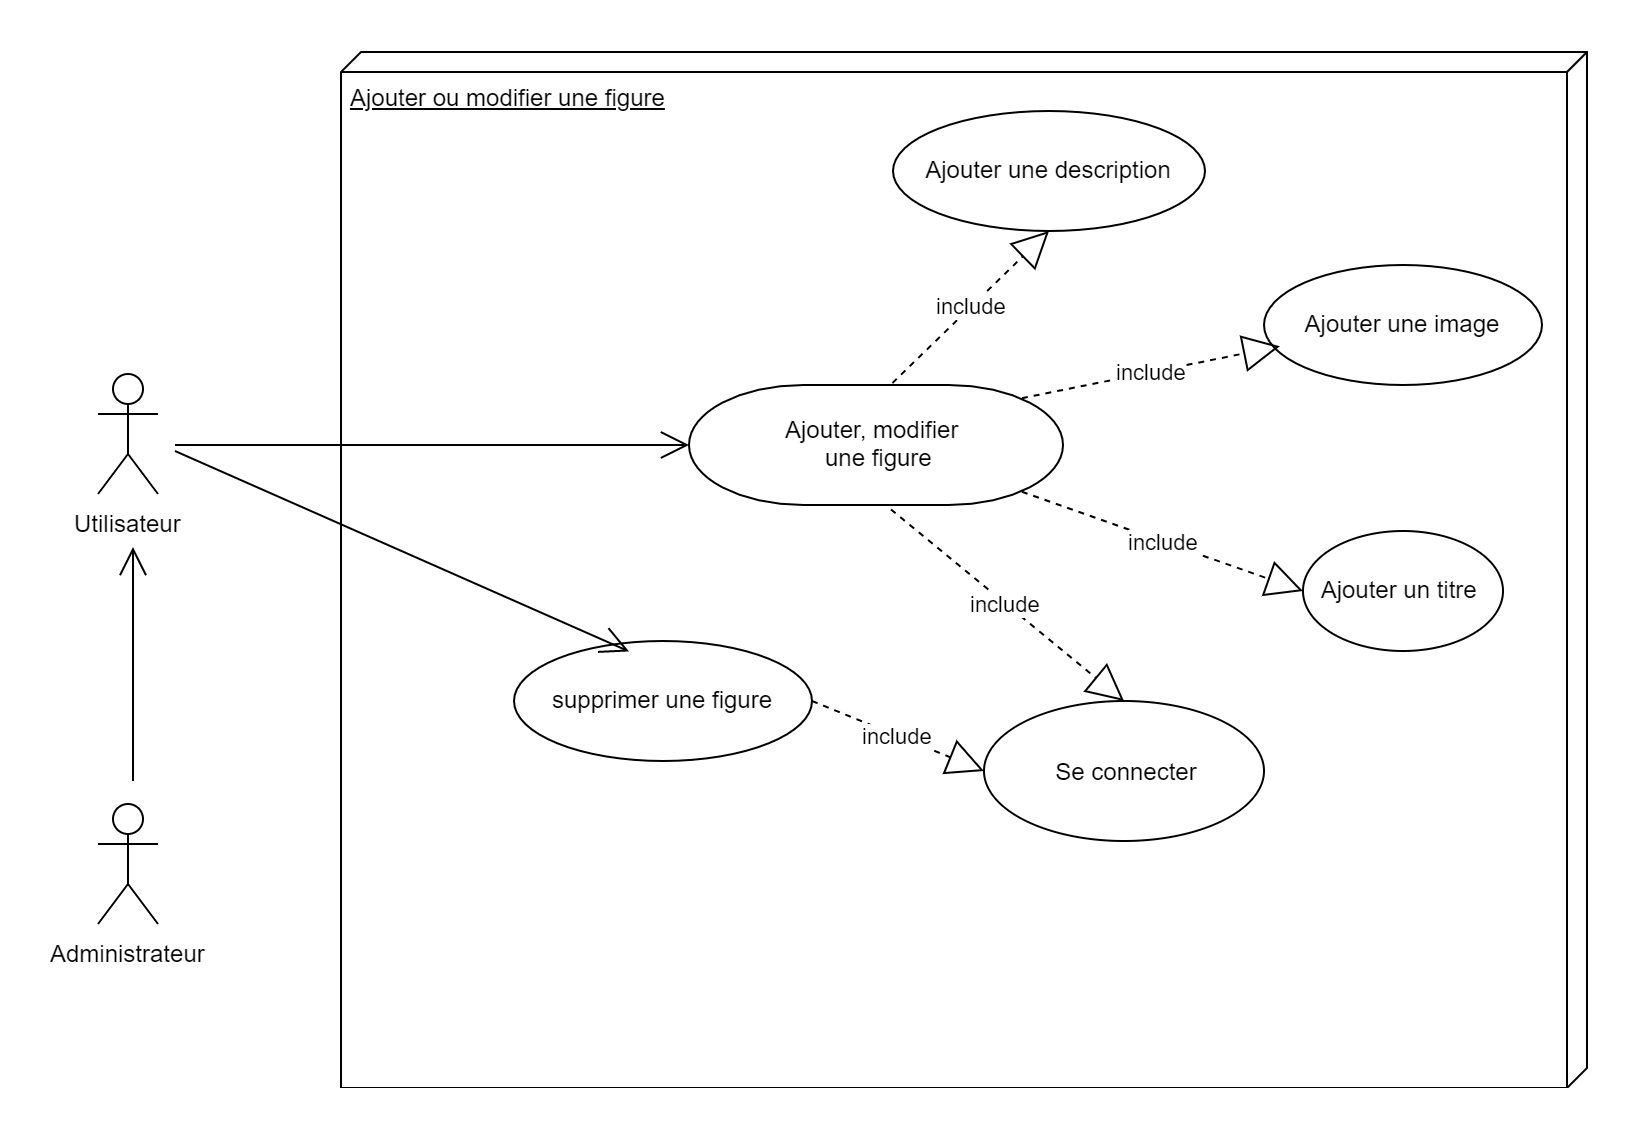 Ajouter ou modifier une figure
Ajouter une description
include
Ajouter une image
include
Ajouter, modifier
une figure
Utilisateur
include
Ajouter un titre
include
supprimer une figure
include
Se connecter
Administrateur